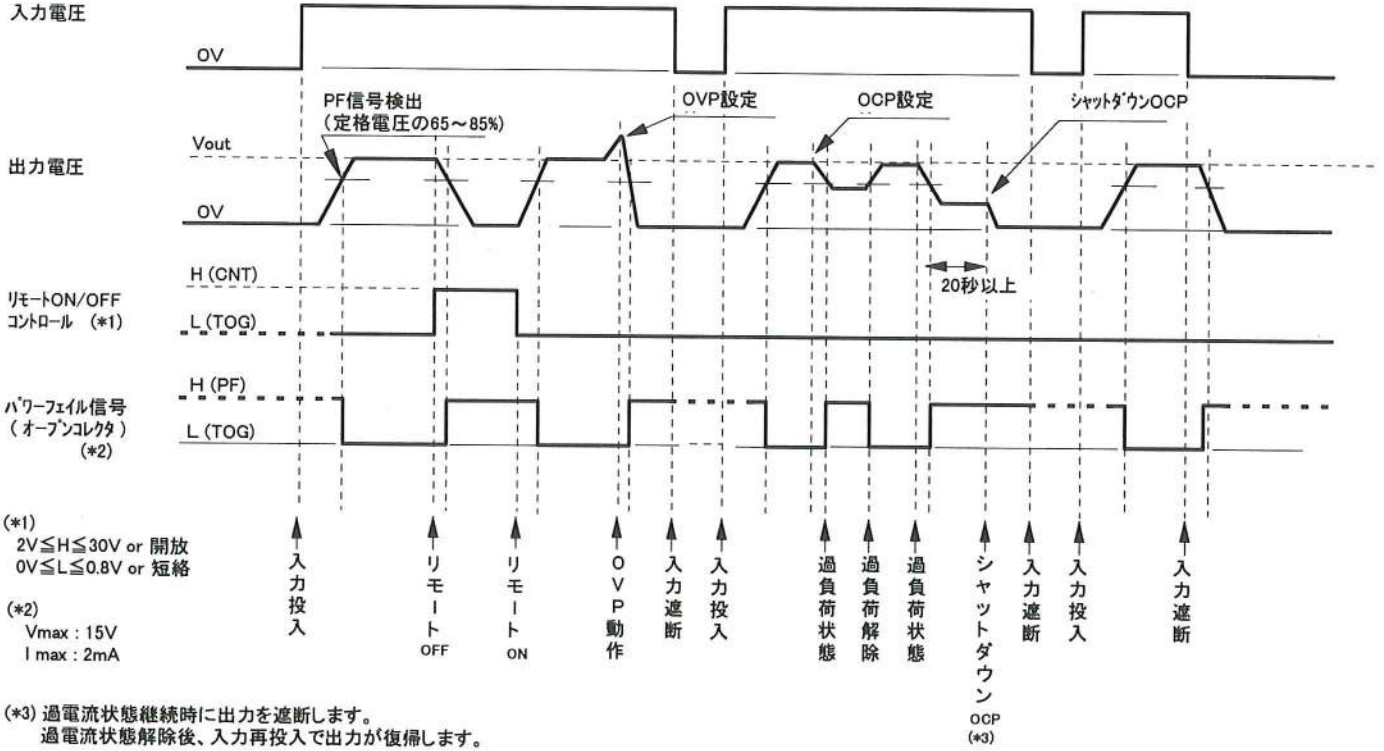 入力電圧
0V
PF信号検出
(定格電圧の65～85%)
OVP設定
OCP設定
シャットダウンOCP
Vout
出力電圧
0V
20秒以上
H (CNT)
リモートON/OFF
コントロール (*1)
L (TOG)
H (PF)
パワーフェイル信号
( オープンコレクタ )
(*2)
L (TOG)
(*1)
2V≦H≦30V or 開放
0V≦L≦0.8V or 短絡
(*2)
Vmax : 15V
I max : 2mA
入力投入
リモートOFF
リモートON
OVP動作
入力遮断
入力投入
過負荷状態
過負荷解除
過負荷状態
シャットダウンOCP(*3)
入力遮断
入力投入
入力遮断
(*3) 過電流状態継続時に出力を遮断します。
過電流状態解除後、入力再投入で出力が復帰します。